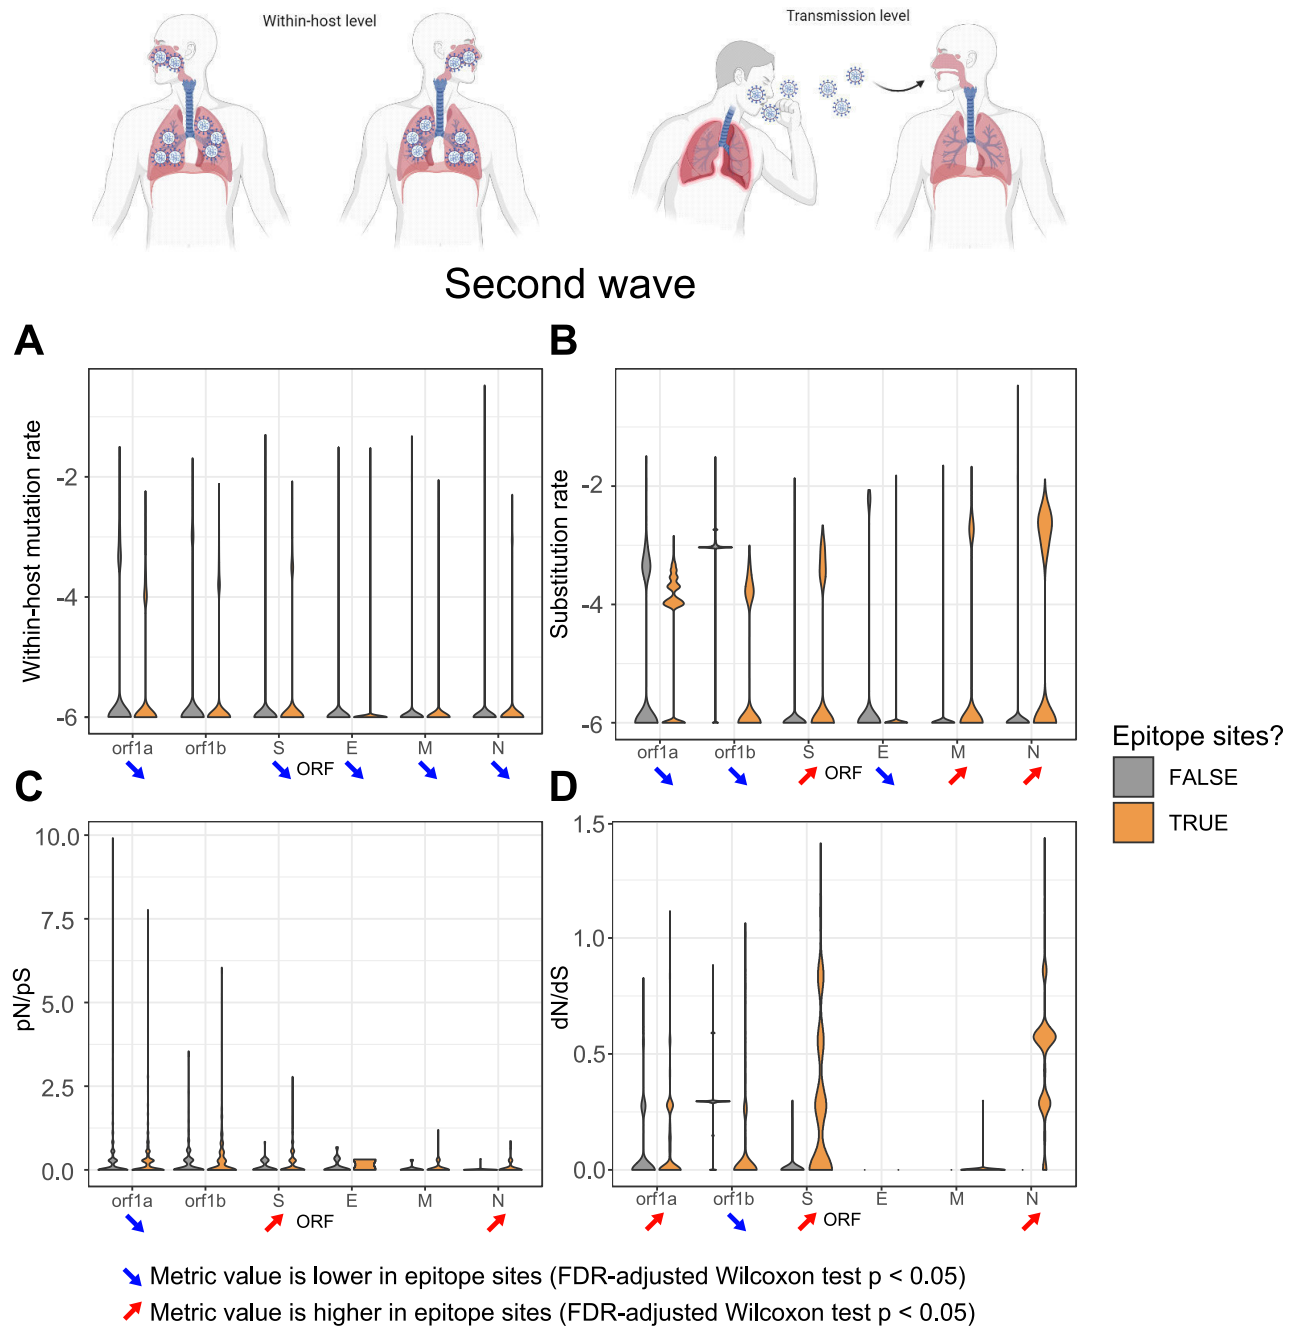 Within-host level
Transmission level
Second wave
A
B
Within-host mutation rate
-2
-4
-6
orf1a
orf1b
S
E
M
N
ORF
Substitution rate
-2
-4
-6
orf1a
orf1b
S
E
M
N
ORF
Epitope sites?
FALSE
TRUE
C
D
pN/pS
10.0
7.5
5.0
2.5
0.0
orf1a
orf1b
S
E
M
N
ORF
dN/dS
1.5
1.0
0.5
0.0
orf1a
orf1b
S
E
M
N
ORF
Metric value is lower in epitope sites (FDR-adjusted Wilcoxon test p < 0.05)
Metric value is higher in epitope sites (FDR-adjusted Wilcoxon test p < 0.05)